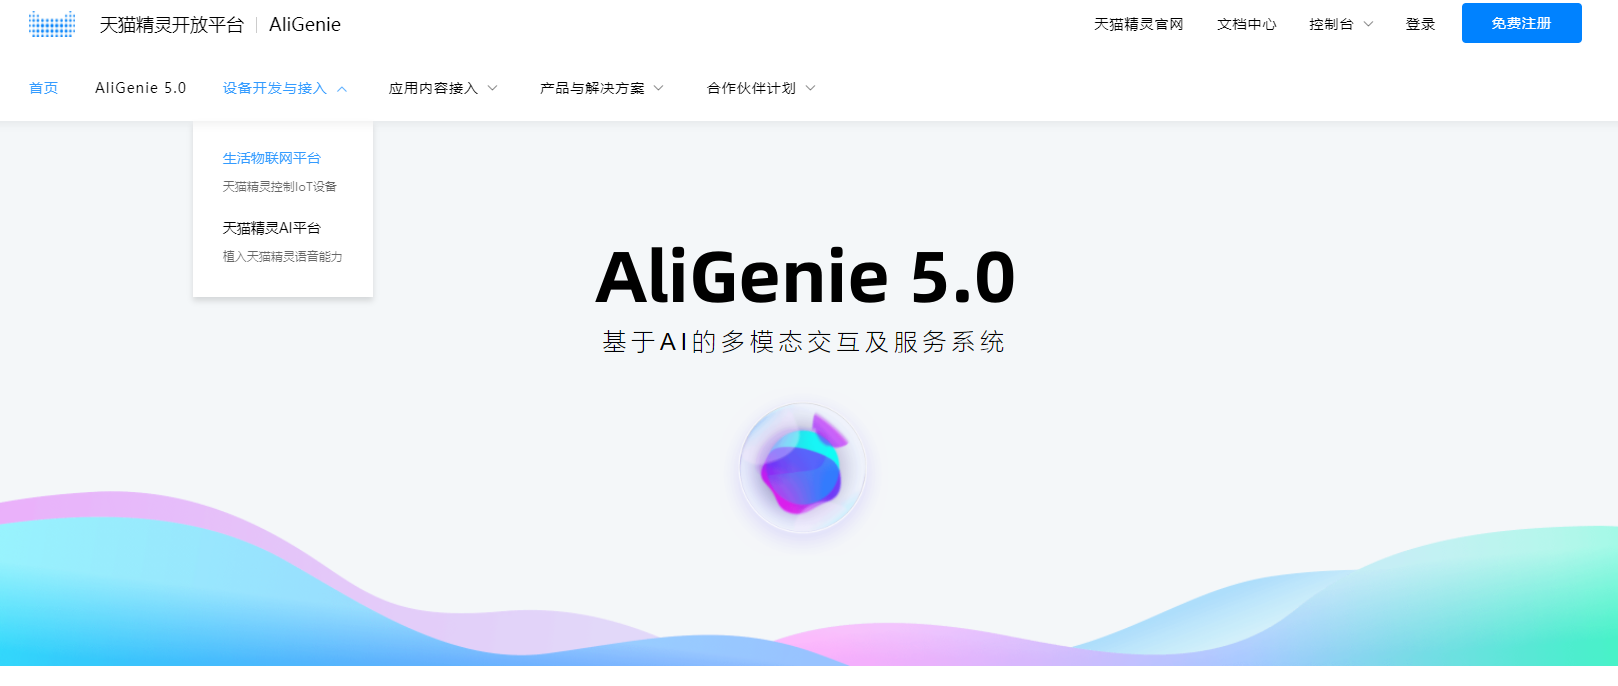 天猫精灵开放平台 AliGenie
天猫精灵官网 文档中心 控制台 登录 免费注册
首页 AliGenie 5.0 设备开发与接入 应用内容接入 产品与解决方案 合作伙伴计划
生活物联网平台
天猫精灵控制IoT设备
天猫精灵AI平台
植入天猫精灵语音能力
AliGenie 5.0
基于AI的多模态交互及服务系统